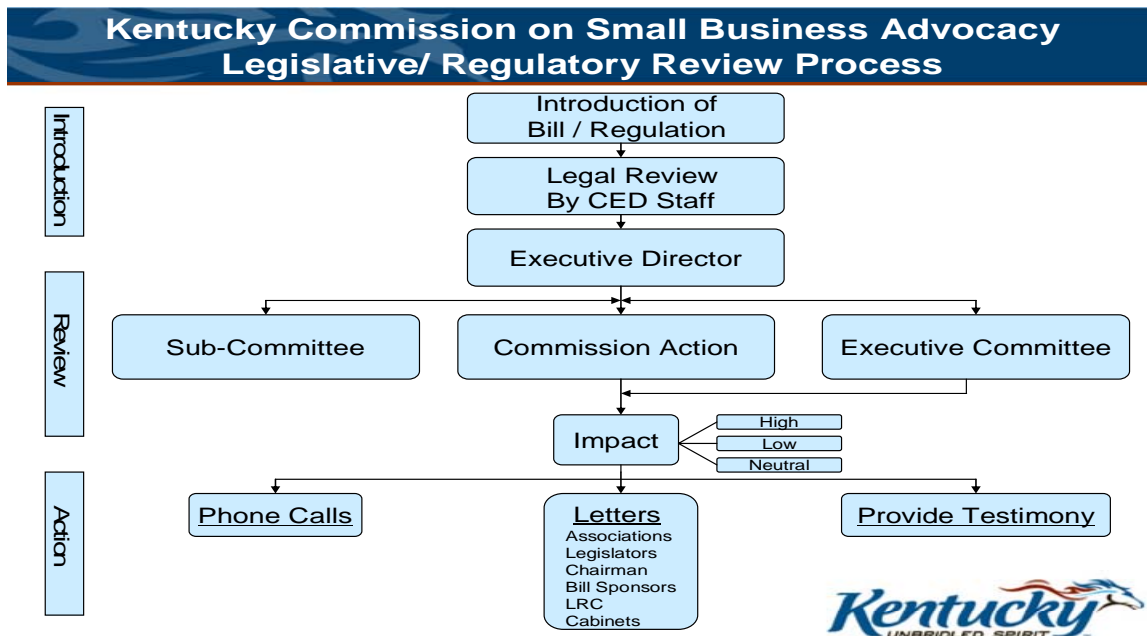 Kentucky Commission on Small Business Advocacy
Legislative/ Regulatory Review Process
Introduction
Introduction of
Bill / Regulation
Legal Review
By CED Staff
Executive Director
Review
Sub-Committee
Commission Action
Executive Committee
Impact
High
Low
Neutral
Action
Phone Calls
Letters
Associations
Legislators
Chairman
Bill Sponsors
LRC
Cabinets
Provide Testimony
Kentucky
UNBRIDLED SPIRIT